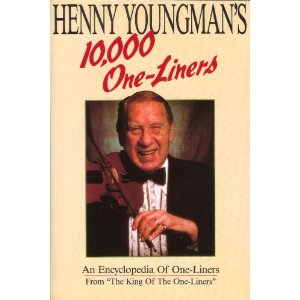 HENNY YOUNGMAN'S
10,000
One-Liners
An Encyclopedia Of One-Liners
From "The King Of The One-Liners"